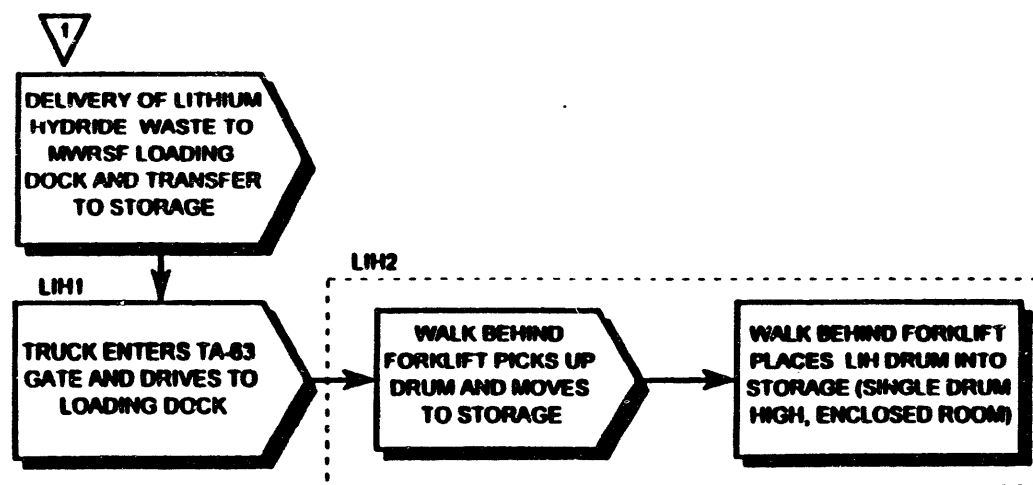 1
DELIVERY OF LITHIUM
HYDRIDE WASTE TO
MWRSF LOADING
DOCK AND TRANSFER
TO STORAGE
LIH1
TRUCK ENTERS TA-63
GATE AND DRIVES TO
LOADING DOCK
LIH2
WALK BEHIND
FORKLIFT PICKS UP
DRUM AND MOVES
TO STORAGE
WALK BEHIND FORKLIFT
PLACES LIH DRUM INTO
STORAGE (SINGLE DRUM
HIGH, ENCLOSED ROOM)